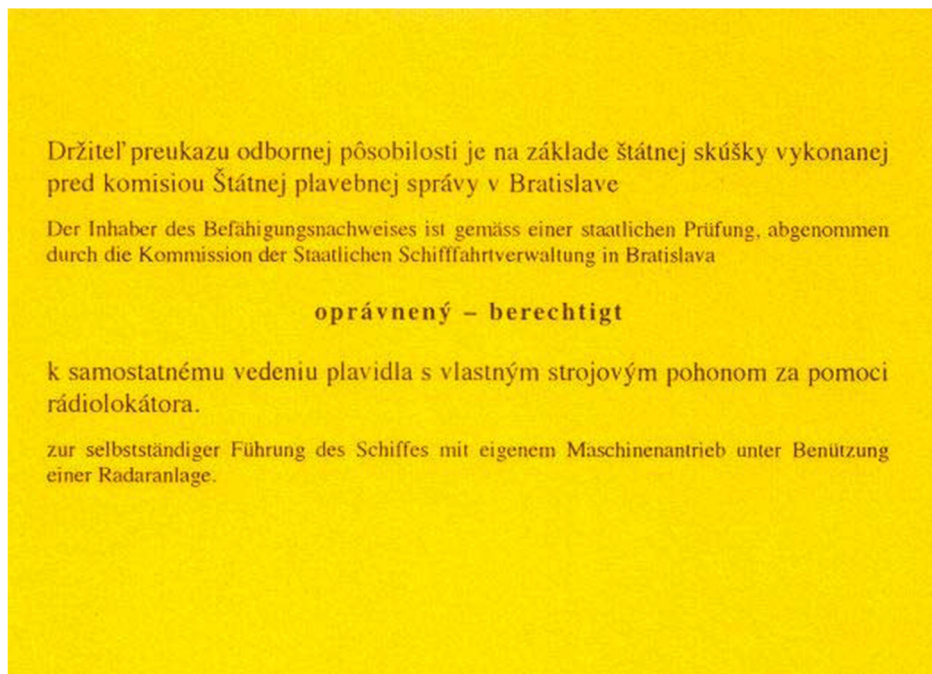 Držiteľ preukazu odbornej pôsobilosti je na základe štátnej skúšky vykonanej
pred komisiou Štátnej plavebnej správy v Bratislave
Der Inhaber des Befähigungsnachweises ist gemäss einer staatlichen Prüfung, abgenommen
durch die Kommission der Staatlichen Schifffahrtverwaltung in Bratislava
oprávnený – berechtigt
k samostatnému vedeniu plavidla s vlastným strojovým pohonom za pomoci
rádiolokátora.
zur selbstständiger Führung des Schiffes mit eigenem Maschinenantrieb unter Benützung
einer Radaranlage.